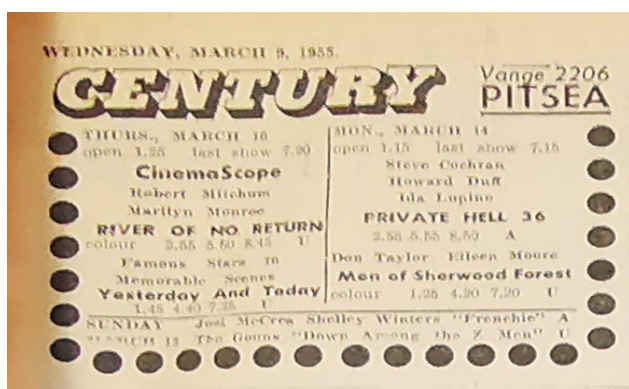 WEDNESDAY, MARCH 9, 1955.
CENTURY
Vange 2206
PITSEA
THURS., MARCH 10
open 1.25 last show 7.20
CinemaScope
Robert Mitchum
Marilyn Monroe
RIVER OF NO RETURN
colour 2.55 5.50 8.45 U
Famous Stars
Memorable Scenes
Yesterday And Today
1.45 4.40 7.35 U
MON., MARCH 14
open 1.15 last show 7.15
Steve Cochran
Howard Duff
Ida Lupino
PRIVATE HELL 36
2.55 5.55 8.50 A
Don Taylor Eileen Moore
Men of Sherwood Forest
colour 1.25 4.20 7.20 U
SUNDAY Joel McCrea Shelley Winters "Frenchie" A
MARCH 13 The Goons "Down Among the Z Men" U